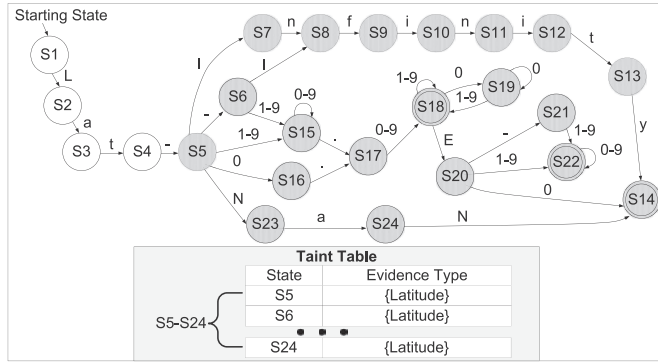 Starting State
S1
L
S2
a
S3
t
S4
-
S5
I
S7
n
S8
f
S9
i
S10
n
S11
i
S12
t
S13
y
S14
-
S6
I
1-9
0-9
S15
1-9
.
0
S16
.
S17
0-9
1-9
S18
0
S19
0
1-9
E
S20
-
S21
1-9
1-9
S22
0-9
0
N
S23
a
S24
N
Taint Table
State Evidence Type
S5 {Latitude}
S6 {Latitude}
S5-S24
S24 {Latitude}